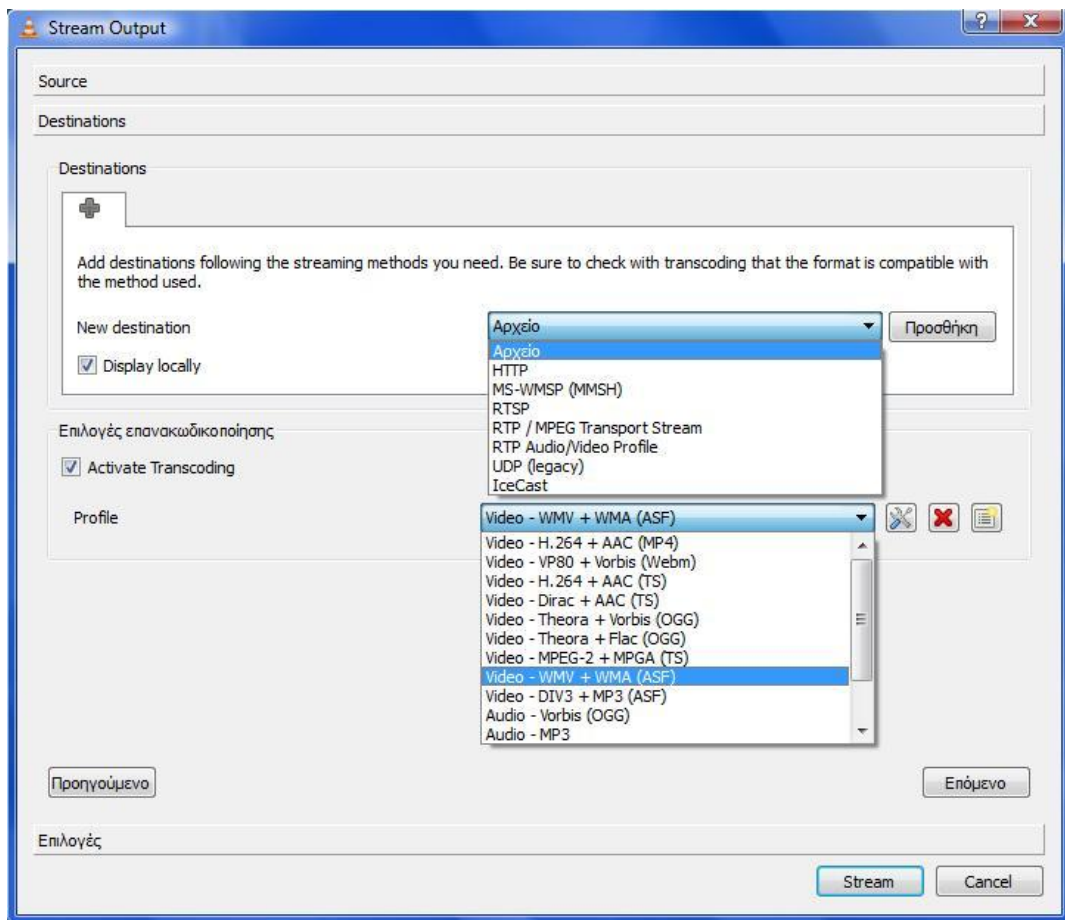 Stream Output
Source
Destinations
Destinations
Add destinations following the streaming methods you need. Be sure to check with transcoding that the format is compatible with
the method used.
New destination
Αρχείο
Προσθήκη
Display locally
Αρχείο
HTTP
MS-WMSP (MMSH)
RTSP
RTP / MPEG Transport Stream
RTP Audio/Video Profile
UDP (legacy)
IceCast
Επιλογές επανακωδικοποίησης
Activate Transcoding
Profile
Video - WMV + WMA (ASF)
Video - H.264 + AAC (MP4)
Video - VP80 + Vorbis (Webm)
Video - H.264 + AAC (TS)
Video - Dirac + AAC (TS)
Video - Theora + Vorbis (OGG)
Video - Theora + Flac (OGG)
Video - MPEG-2 + MPGA (TS)
Video - WMV + WMA (ASF)
Video - DIV3 + MP3 (ASF)
Audio - Vorbis (OGG)
Audio - MP3
Προηγούμενο
Επόμενο
Επιλογές
Stream
Cancel